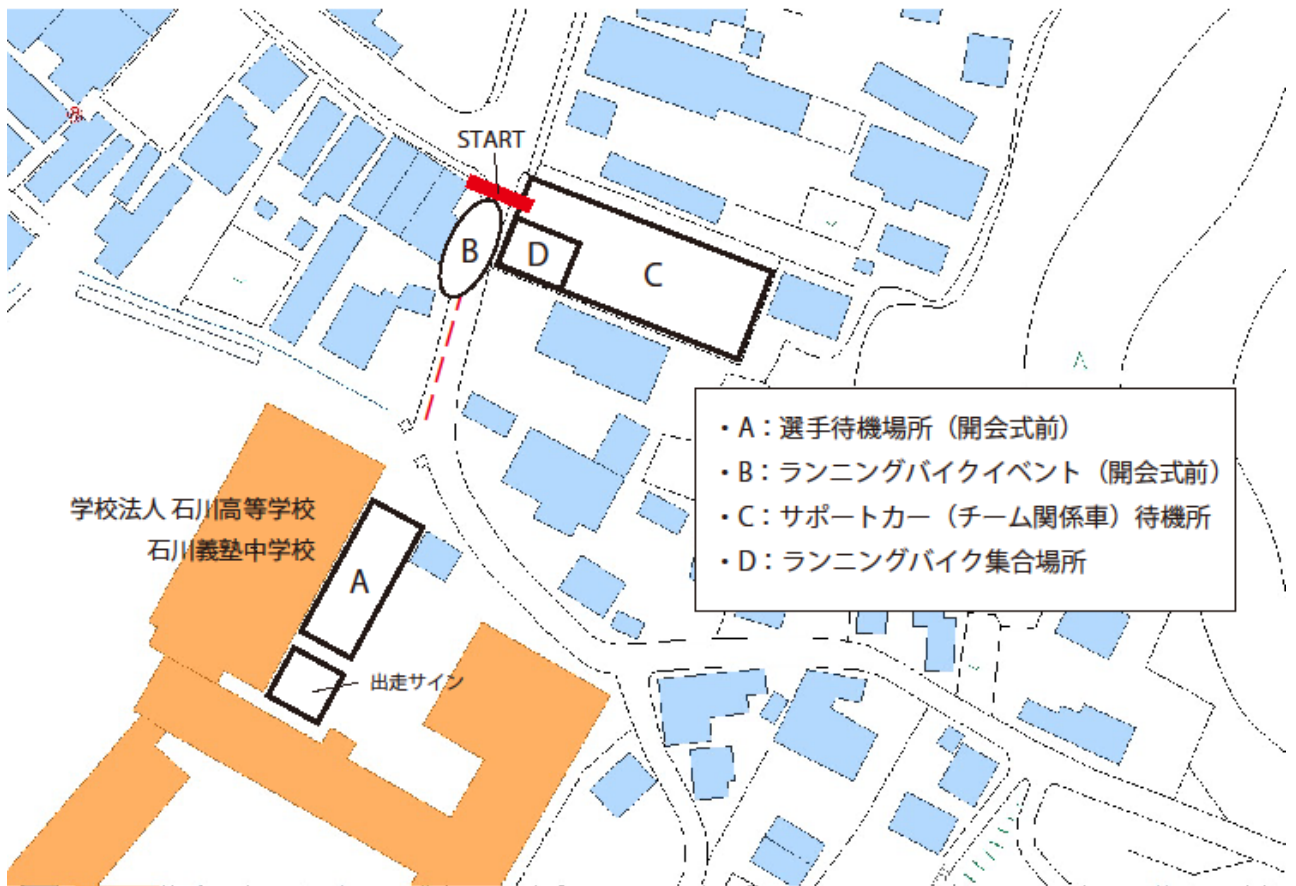 START
B
D
C
・A：選手待機場所（開会式前）
・B：ランニングバイクイベント（開会式前）
・C：サポートカー（チーム関係車）待機所
・D：ランニングバイク集合場所
学校法人 石川高等学校
石川義塾中学校
A
出走サイン